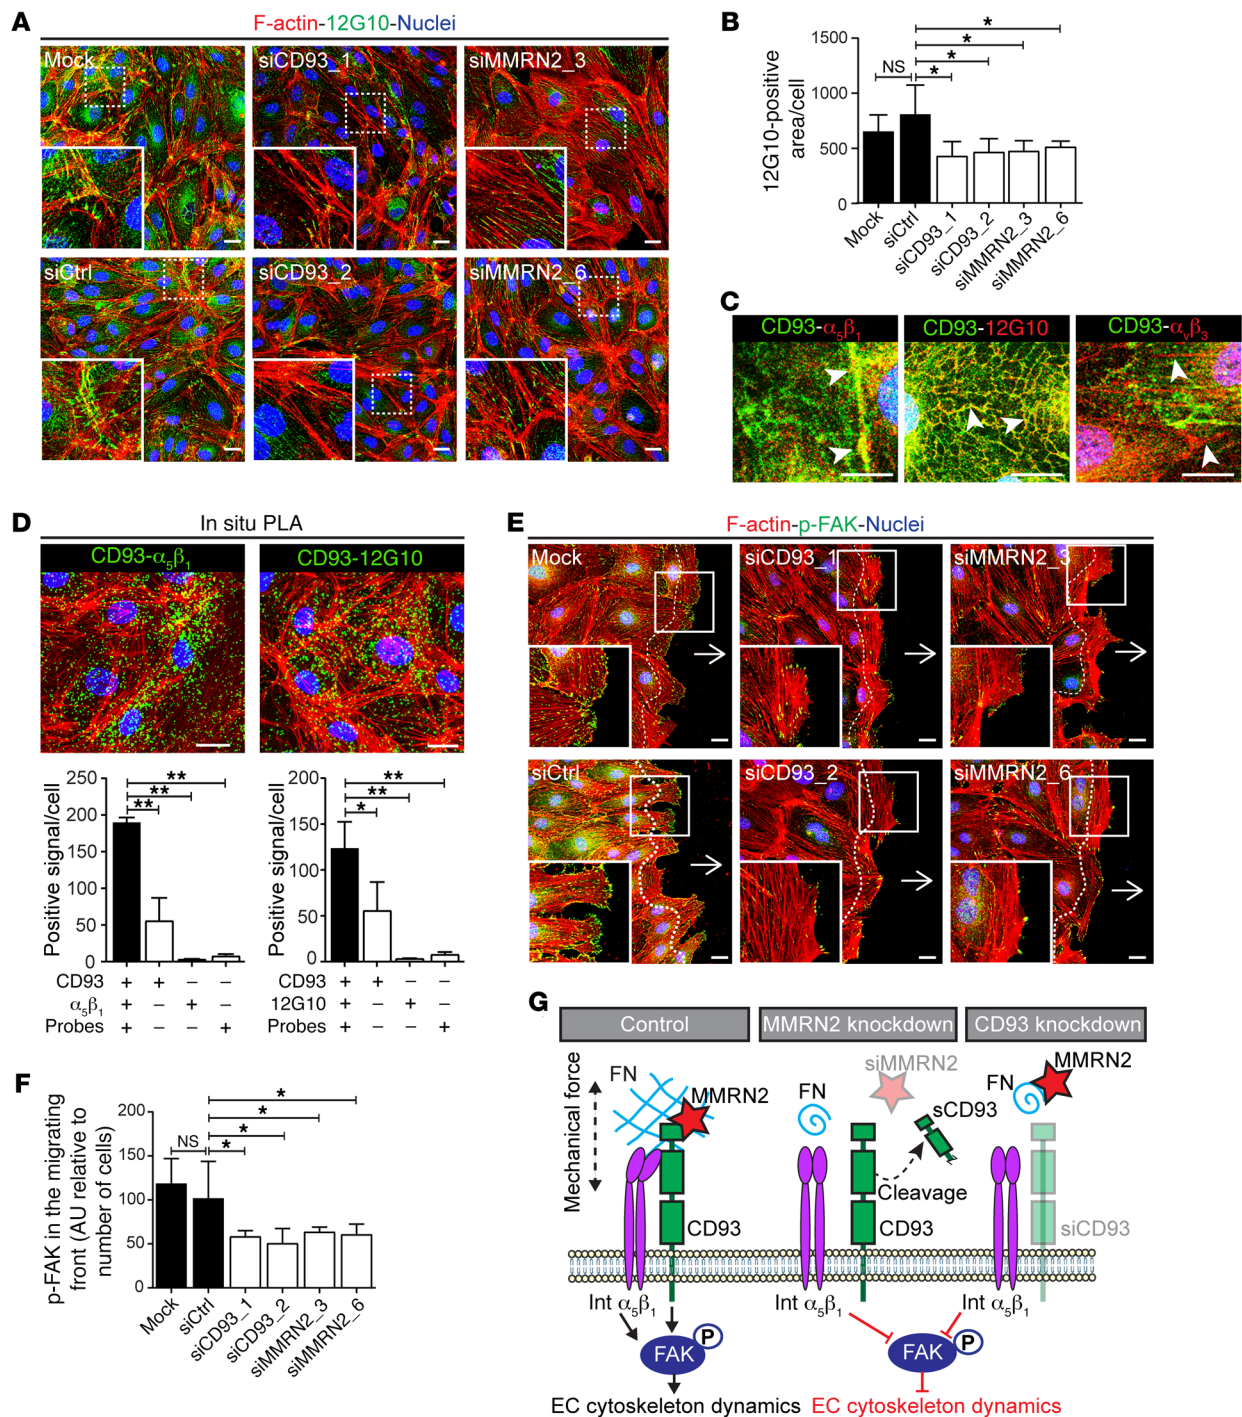 A
F-actin-12G10-Nuclei
Mock
siCD93_1
siMMRN2_3
siCtrl
siCD93_2
siMMRN2_6
B
12G10-positive
area/cell
1500
1000
500
0
NS
*
*
*
*
Mock
siCtrl
siCD93_1
siCD93_2
siMMRN2_3
siMMRN2_6
C
CD93-α5β1
CD93-12G10
CD93-αvβ3
D
In situ PLA
CD93-α5β1
CD93-12G10
Positive signal/cell
250
200
150
100
50
0
**
**
**
CD93 + + – –
α5β1 + – + –
Probes + – – +
Positive signal/cell
200
150
100
50
0
**
**
*
CD93 + + – –
12G10 + – + –
Probes + – – +
E
F-actin-p-FAK-Nuclei
Mock
siCD93_1
siMMRN2_3
siCtrl
siCD93_2
siMMRN2_6
F
p-FAK in the migrating
front (AU relative to
number of cells)
200
150
100
50
0
NS
*
*
*
*
Mock
siCtrl
siCD93_1
siCD93_2
siMMRN2_3
siMMRN2_6
G
Control
MMRN2 knockdown
CD93 knockdown
Mechanical force
FN
MMRN2
CD93
Int α5β1
FAK
P
EC cytoskeleton dynamics
siMMRN2
FN
sCD93
Cleavage
CD93
Int α5β1
FN
MMRN2
siCD93
Int α5β1
FAK
P
EC cytoskeleton dynamics